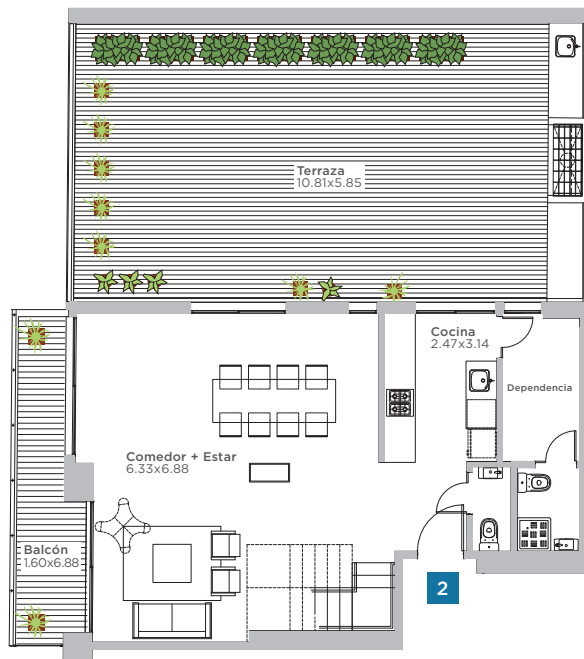 Terraza
10.81x5.85
Cocina
2.47x3.14
Dependencia
Comedor + Estar
6.33x6.88
Balcón
1.60x6.88
2